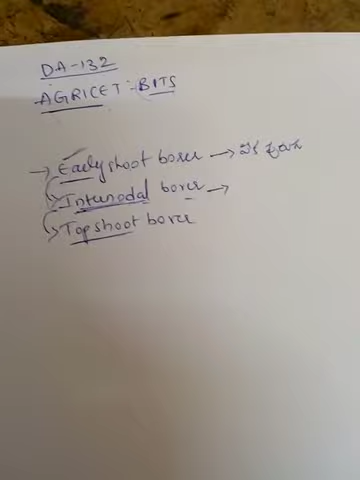 DA-132
AGRICET - BITS
→ Early shoot borer →
→ Internodal borer →
→ Top shoot borer